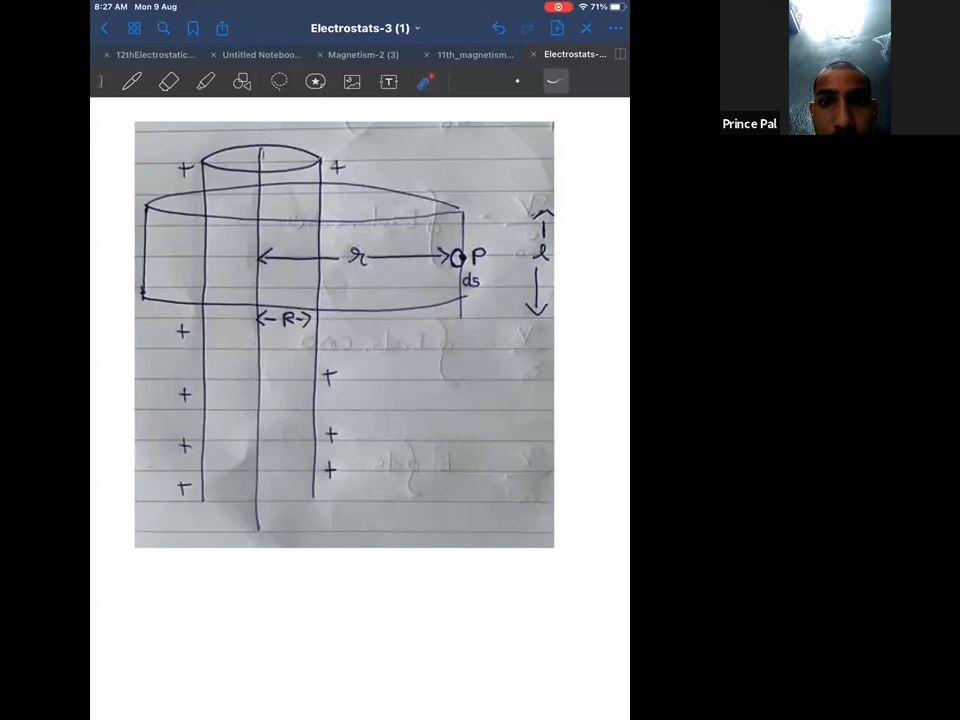 8:27 AM Mon 9 Aug
71%
Electrostats-3 (1)
12thElectrostatic...
Untitled Noteboo...
Magnetism-2 (3)
11th_magnetism...
Electrostats-...
T
Prince Pal
+ +
r P
ds
l
R
+
+
+
+
+
+
+